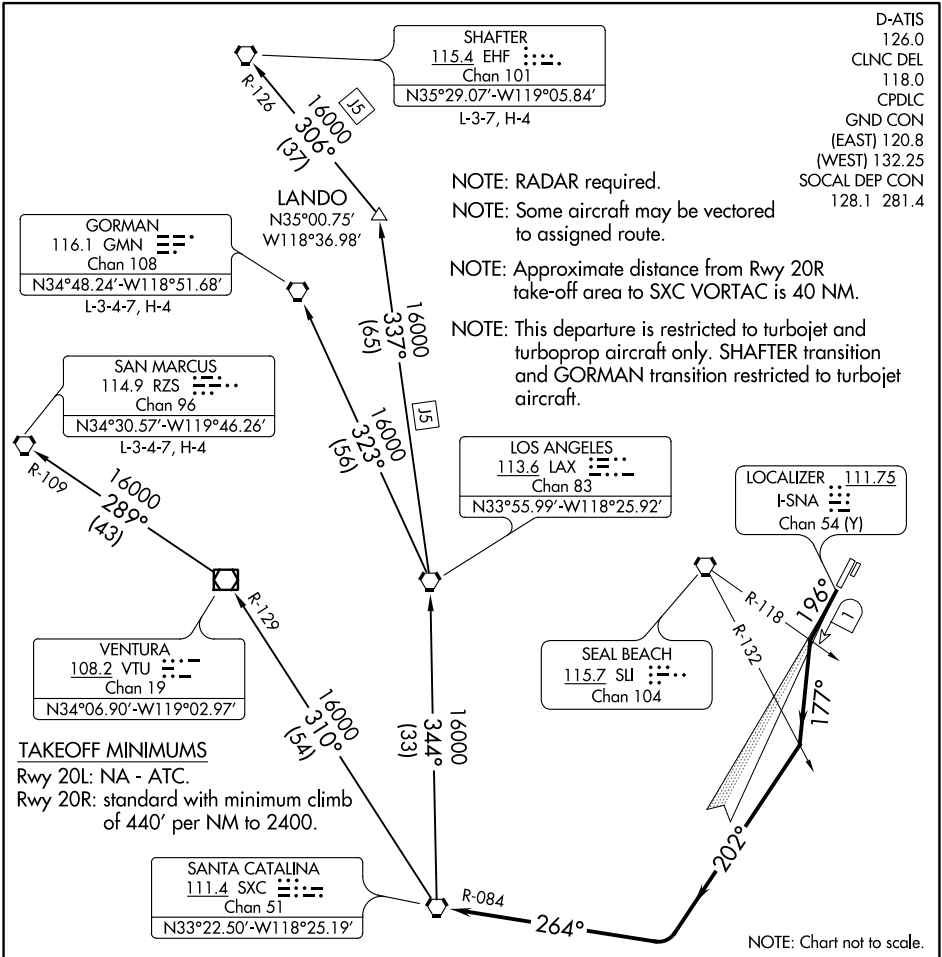 D-ATIS
126.0
CLNC DEL
118.0
CPDLC
GND CON
(EAST) 120.8
(WEST) 132.25
SOCAL DEP CON
128.1 281.4
SHAFTER
115.4 EHF
Chan 101
N35°29.07'-W119°05.84'
L-3-7, H-4
R-126
16000
306°
(37)
J5
LANDO
N35°00.75'
W118°36.98'
NOTE: RADAR required.
NOTE: Some aircraft may be vectored
to assigned route.
NOTE: Approximate distance from Rwy 20R
take-off area to SXC VORTAC is 40 NM.
NOTE: This departure is restricted to turbojet and
turboprop aircraft only. SHAFTER transition
and GORMAN transition restricted to turbojet
aircraft.
GORMAN
116.1 GMN
Chan 108
N34°48.24'-W118°51.68'
L-3-4-7, H-4
16000
337°
(65)
J5
16000
323°
(56)
SAN MARCUS
114.9 RZS
Chan 96
N34°30.57'-W119°46.26'
L-3-4-7, H-4
R-109
16000
289°
(43)
LOS ANGELES
113.6 LAX
Chan 83
N33°55.99'-W118°25.92'
LOCALIZER 111.75
I-SNA
Chan 54 (Y)
196°
1
R-118
R-132
177°
SEAL BEACH
115.7 SLI
Chan 104
R-129
VENTURA
108.2 VTU
Chan 19
N34°06.90'-W119°02.97'
16000
310°
(54)
16000
344°
(33)
TAKEOFF MINIMUMS
Rwy 20L: NA - ATC.
Rwy 20R: standard with minimum climb
of 440' per NM to 2400.
202°
SANTA CATALINA
111.4 SXC
Chan 51
N33°22.50'-W118°25.19'
R-084
264°
NOTE: Chart not to scale.